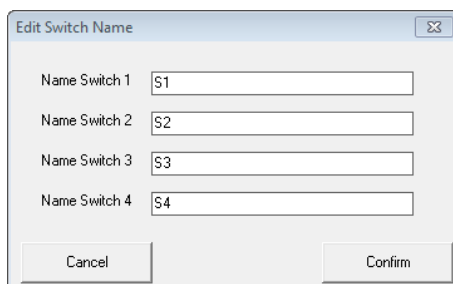 Edit Switch Name
Name Switch 1 S1
Name Switch 2 S2
Name Switch 3 S3
Name Switch 4 S4
Cancel Confirm